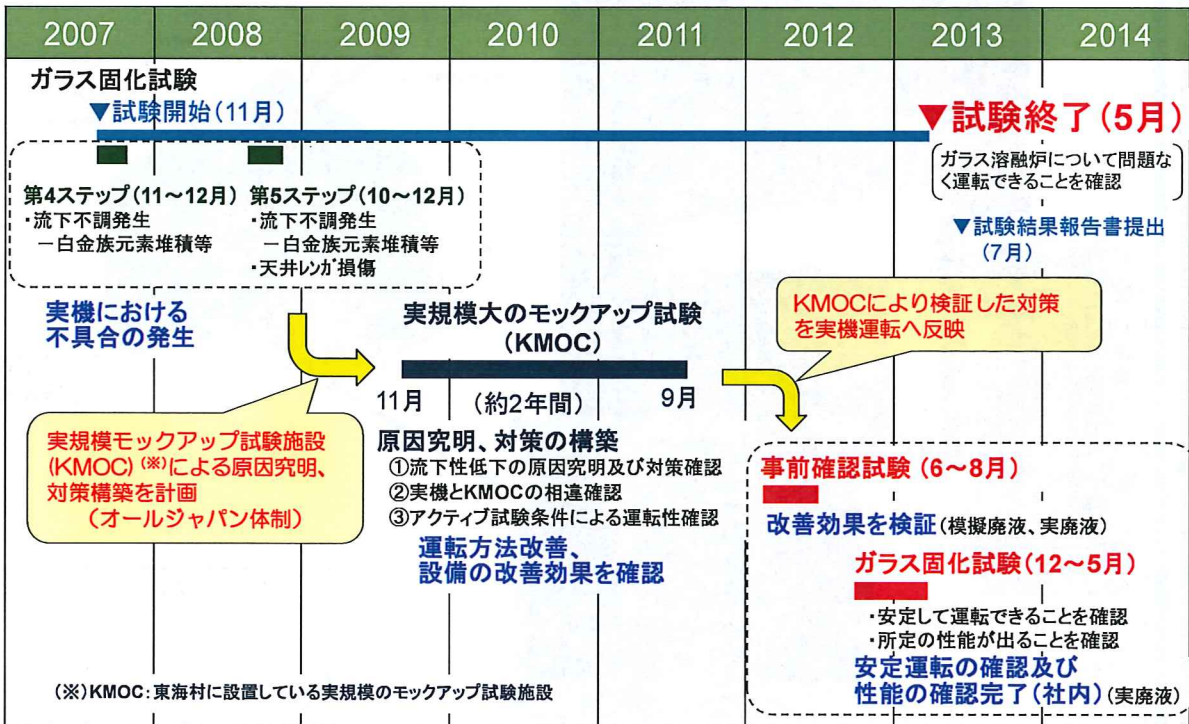 2007 2008 2009 2010 2011 2012 2013 2014
ガラス固化試験
▼試験開始(11月)
▼試験終了(5月)
ガラス溶融炉について問題な
く運転できることを確認
▼試験結果報告書提出
(7月)
第4ステップ(11～12月)
・流下不調発生
－白金族元素堆積等
第5ステップ(10～12月)
・流下不調発生
－白金族元素堆積等
・天井レンガ損傷
実機における
不具合の発生
実規模モックアップ試験施設
(KMOC)(※)による原因究明、
対策構築を計画
(オールジャパン体制)
実規模大のモックアップ試験
(KMOC)
11月 (約2年間) 9月
原因究明、対策の構築
①流下性低下の原因究明及び対策確認
②実機とKMOCの相違確認
③アクティブ試験条件による運転性確認
運転方法改善、
設備の改善効果を確認
KMOCにより検証した対策
を実機運転へ反映
事前確認試験 (6～8月)
改善効果を検証(模擬廃液、実廃液)
ガラス固化試験(12～5月)
・安定して運転できることを確認
・所定の性能が出ることを確認
安定運転の確認及び
性能の確認完了(社内)(実廃液)
(※)KMOC:東海村に設置している実規模のモックアップ試験施設